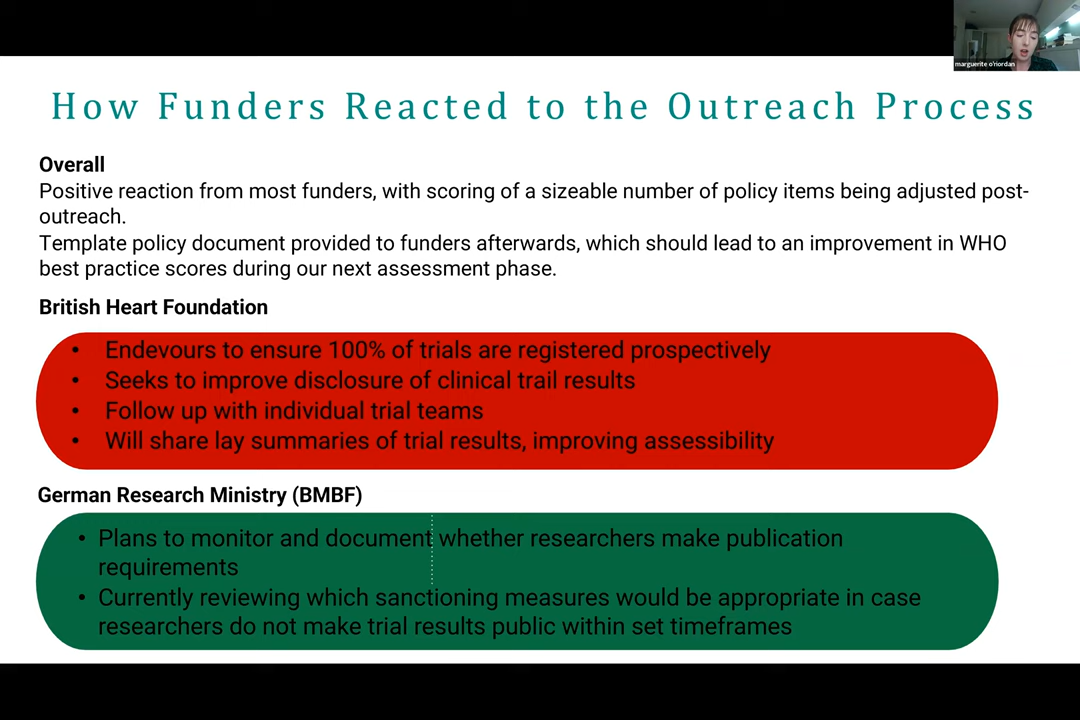 marguerite o'riordan
How Funders Reacted to the Outreach Process
Overall
Positive reaction from most funders, with scoring of a sizeable number of policy items being adjusted post-
outreach.
Template policy document provided to funders afterwards, which should lead to an improvement in WHO
best practice scores during our next assessment phase.
British Heart Foundation
• Endevours to ensure 100% of trials are registered prospectively
• Seeks to improve disclosure of clinical trail results
• Follow up with individual trial teams
• Will share lay summaries of trial results, improving assessibility
German Research Ministry (BMBF)
• Plans to monitor and document whether researchers make publication
requirements
• Currently reviewing which sanctioning measures would be appropriate in case
researchers do not make trial results public within set timeframes